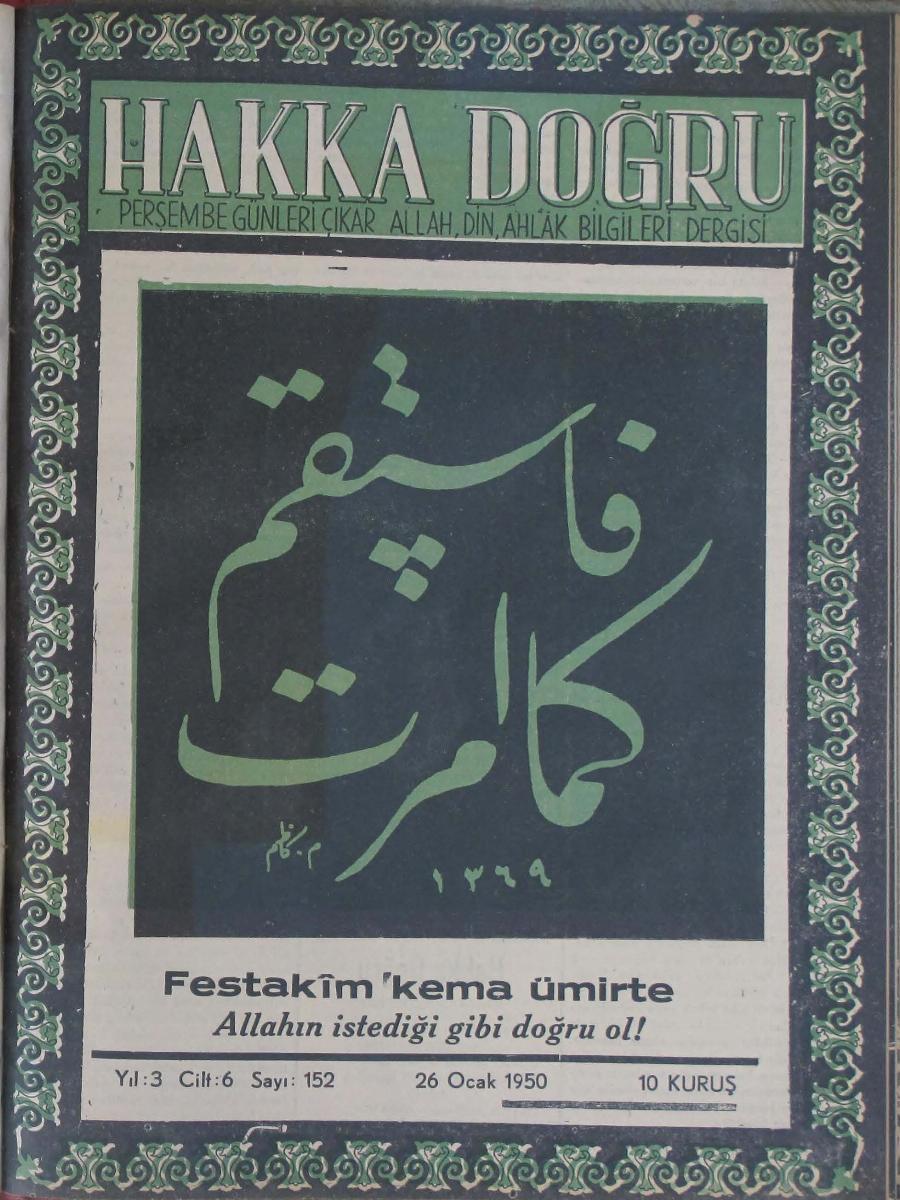 HAKKA DOĞRU
PERŞEMBE GÜNLERİ ÇIKAR ALLAH, DİN, AHLÂK BİLGİLERİ DERGİSİ
فاستقم
كما امرت
م. كاظم
١٣٦٩
Festakîm 'kema ümirte
Allahın istediği gibi doğru ol!
Yıl:3 Cilt:6 Sayı: 152 26 Ocak 1950 10 KURUŞ